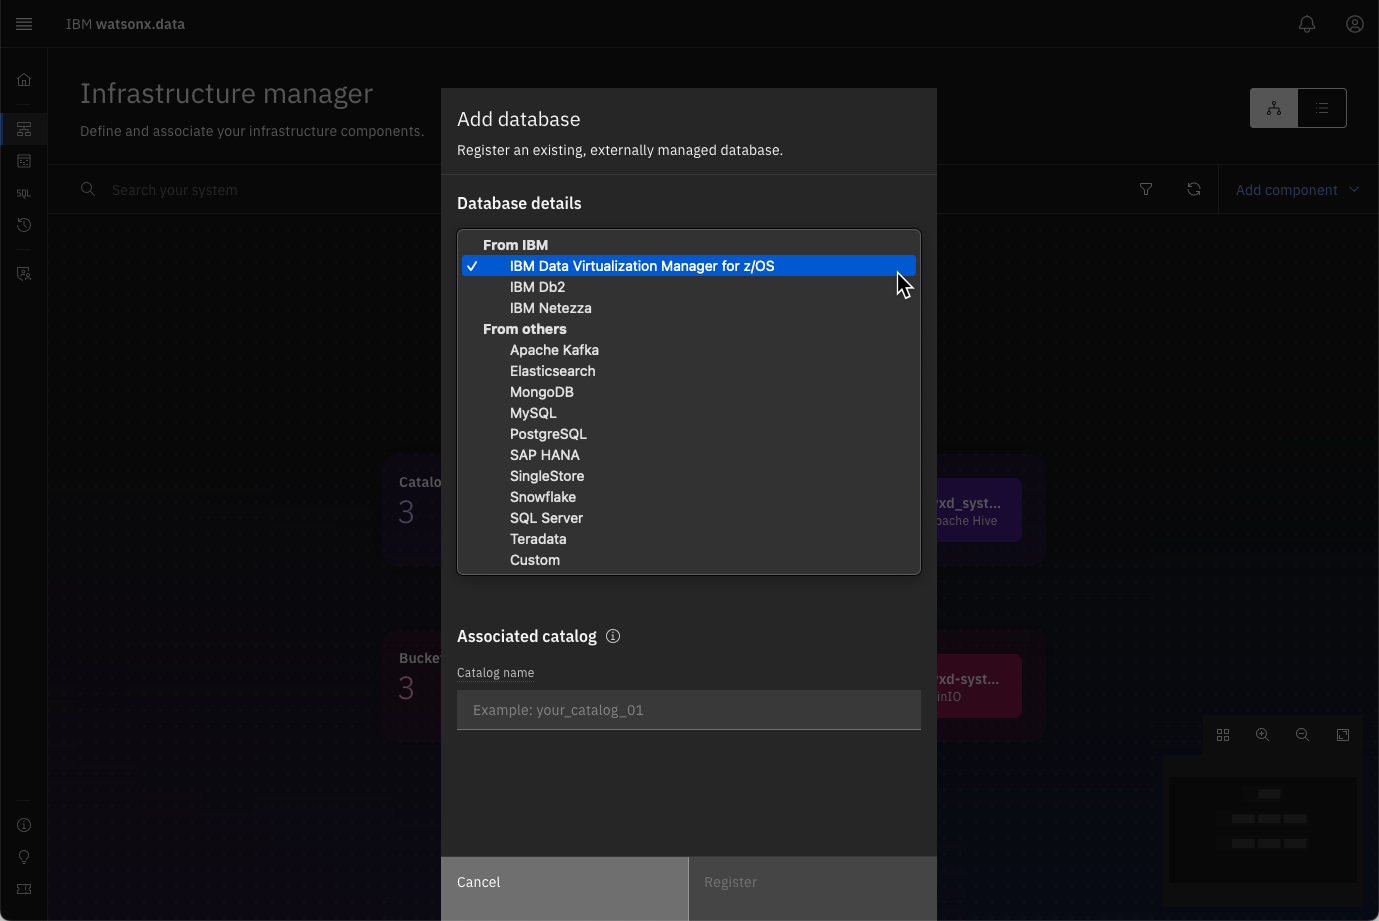 IBM watsonx.data
Infrastructure manager
Define and associate your infrastructure components.
Search your system
Add component
SQL
Add database
Register an existing, externally managed database.
Database details
From IBM
IBM Data Virtualization Manager for z/OS
IBM Db2
IBM Netezza
From others
Apache Kafka
Elasticsearch
MongoDB
MySQL
PostgreSQL
SAP HANA
SingleStore
Snowflake
SQL Server
Teradata
Custom
Catalo
3
xd_syst...
pache Hive
Bucke
3
xd-syst...
inIO
Associated catalog
Catalog name
Example: your_catalog_01
Cancel
Register